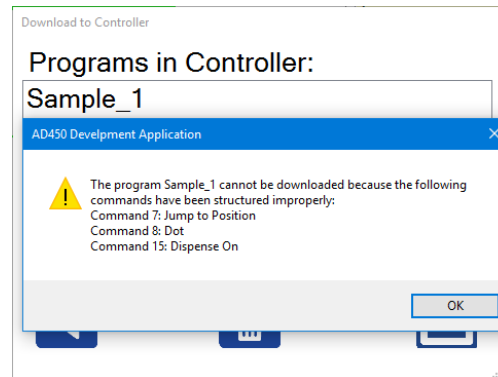 Download to Controller
Programs in Controller:
Sample_1
AD450 Develpment Application
The program Sample_1 cannot be downloaded because the following
commands have been structured improperly:
Command 7: Jump to Position
Command 8: Dot
Command 15: Dispense On
OK